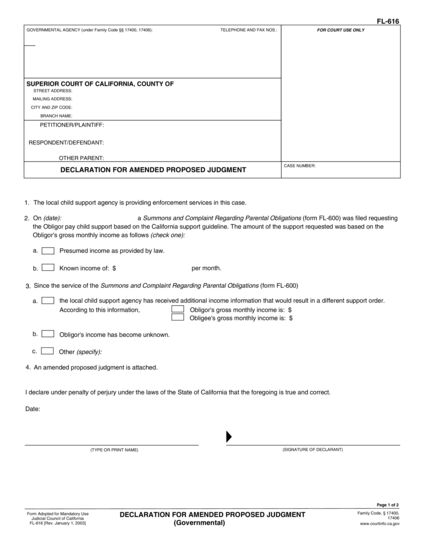 FL-616
GOVERNMENTAL AGENCY (under Family Code §§ 17400, 17406): TELEPHONE AND FAX NOS.: FOR COURT USE ONLY
SUPERIOR COURT OF CALIFORNIA, COUNTY OF
STREET ADDRESS:
MAILING ADDRESS:
CITY AND ZIP CODE:
BRANCH NAME:
PETITIONER/PLAINTIFF:
RESPONDENT/DEFENDANT:
OTHER PARENT:
DECLARATION FOR AMENDED PROPOSED JUDGMENT
CASE NUMBER:
1. The local child support agency is providing enforcement services in this case.
2. On (date): a Summons and Complaint Regarding Parental Obligations (form FL-600) was filed requesting
the Obligor pay child support based on the California support guideline. The amount of the support requested was based on the
Obligor's gross monthly income as follows (check one):
a. Presumed income as provided by law.
b. Known income of: $ per month.
3. Since the service of the Summons and Complaint Regarding Parental Obligations (form FL-600)
a. the local child support agency has received additional income information that would result in a different support order.
According to this information, Obligor's gross monthly income is: $
Obligee's gross monthly income is: $
b. Obligor's income has become unknown.
c. Other (specify):
4. An amended proposed judgment is attached.
I declare under penalty of perjury under the laws of the State of California that the foregoing is true and correct.
Date:
(TYPE OR PRINT NAME) (SIGNATURE OF DECLARANT)
Page 1 of 2
Form Adopted for Mandatory Use
Judicial Council of California
FL-616 [Rev. January 1, 2003]
DECLARATION FOR AMENDED PROPOSED JUDGMENT
(Governmental)
Family Code, § 17400,
17406
www.courtinfo.ca.gov